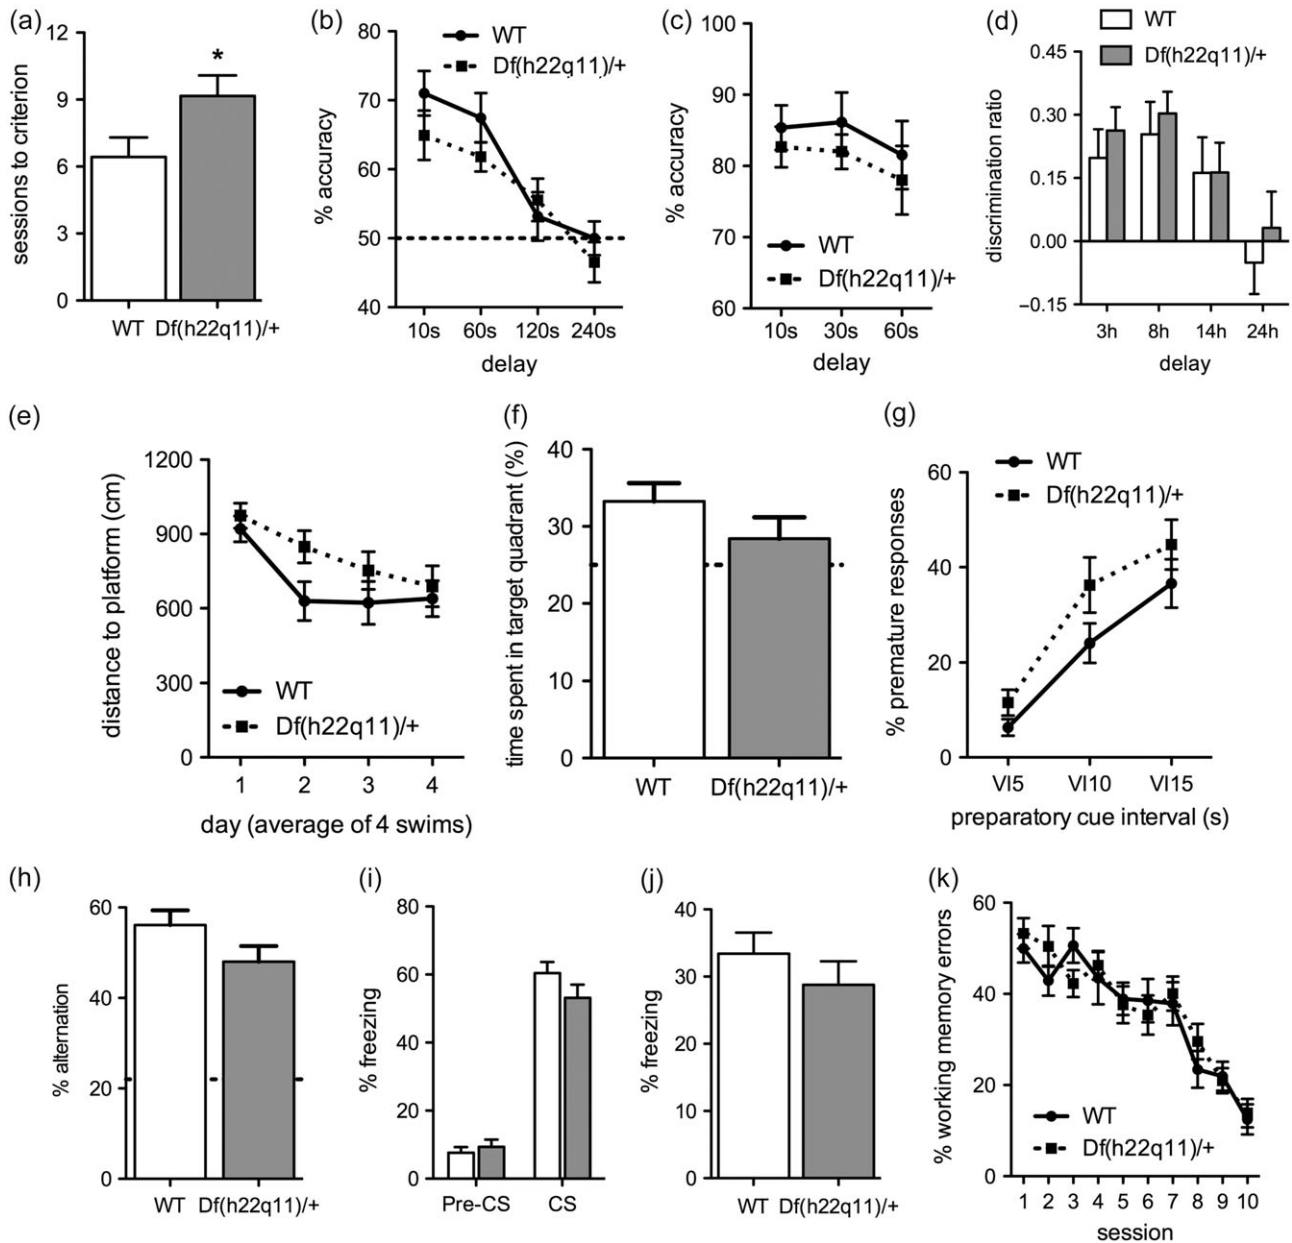 (a)
sessions to criterion
12
9
6
3
0
*
WT
Df(h22q11)/+
(b)
% accuracy
80
70
60
50
40
WT
Df(h22q11)/+
10s
60s
120s
240s
delay
(c)
% accuracy
100
90
80
70
60
WT
Df(h22q11)/+
10s
30s
60s
delay
(d)
WT
Df(h22q11)/+
discrimination ratio
0.45
0.30
0.15
0.00
−0.15
3h
8h
14h
24h
delay
(e)
distance to platform (cm)
1200
900
600
300
0
WT
Df(h22q11)/+
1
2
3
4
day (average of 4 swims)
(f)
time spent in target quadrant (%)
40
30
20
10
0
WT
Df(h22q11)/+
(g)
% premature responses
60
40
20
0
WT
Df(h22q11)/+
VI5
VI10
VI15
preparatory cue interval (s)
(h)
% alternation
60
40
20
0
WT
Df(h22q11)/+
(i)
% freezing
80
60
40
20
0
Pre-CS
CS
(j)
% freezing
40
30
20
10
0
WT
Df(h22q11)/+
(k)
% working memory errors
60
40
20
0
WT
Df(h22q11)/+
1
2
3
4
5
6
7
8
9
10
session